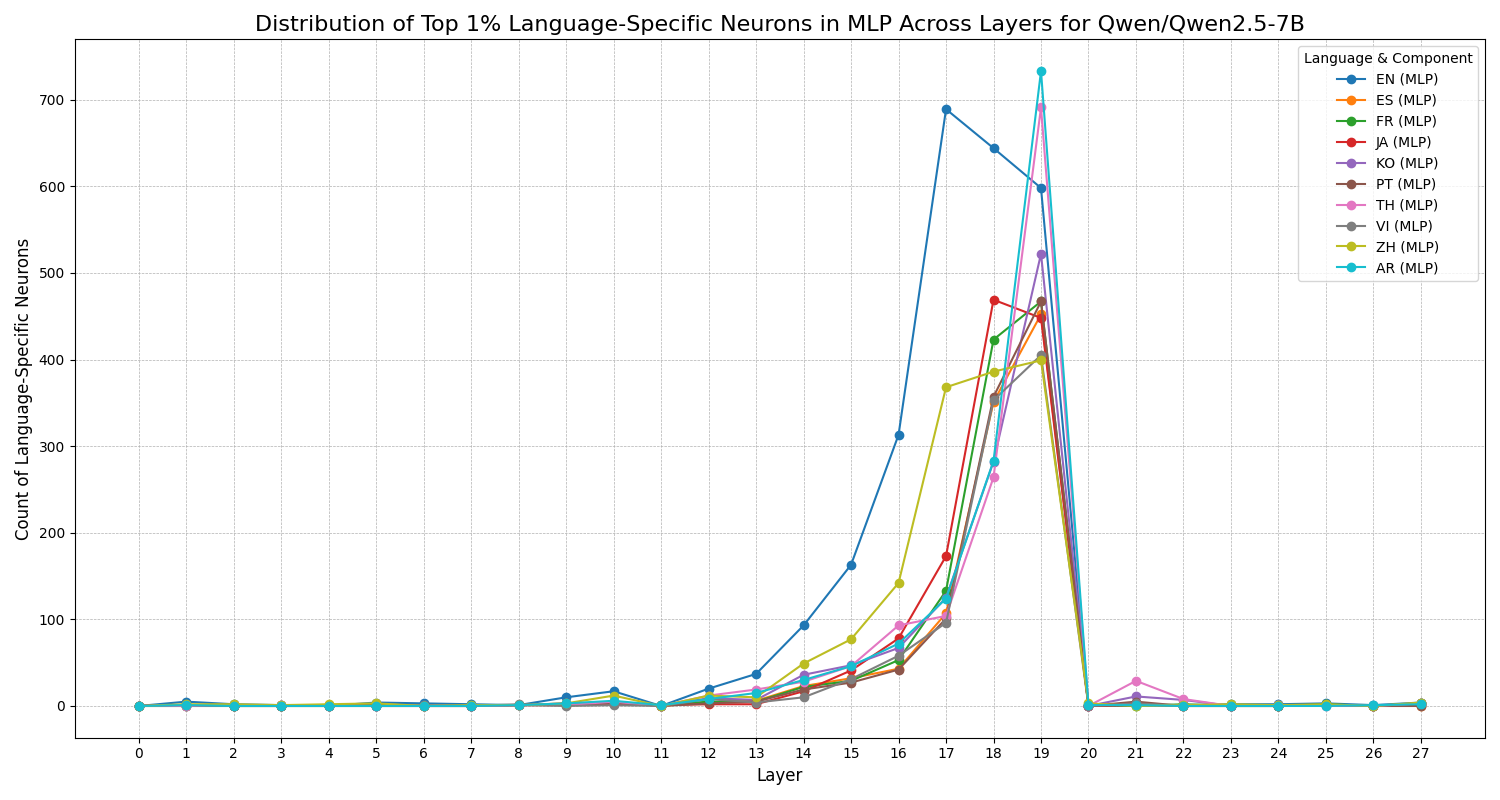 Distribution of Top 1% Language-Specific Neurons in MLP Across Layers for Qwen/Qwen2.5-7B
Language & Component
EN (MLP)
ES (MLP)
FR (MLP)
JA (MLP)
KO (MLP)
PT (MLP)
TH (MLP)
VI (MLP)
ZH (MLP)
AR (MLP)
Count of Language-Specific Neurons
700
600
500
400
300
200
100
0
0 1 2 3 4 5 6 7 8 9 10 11 12 13 14 15 16 17 18 19 20 21 22 23 24 25 26 27
Layer